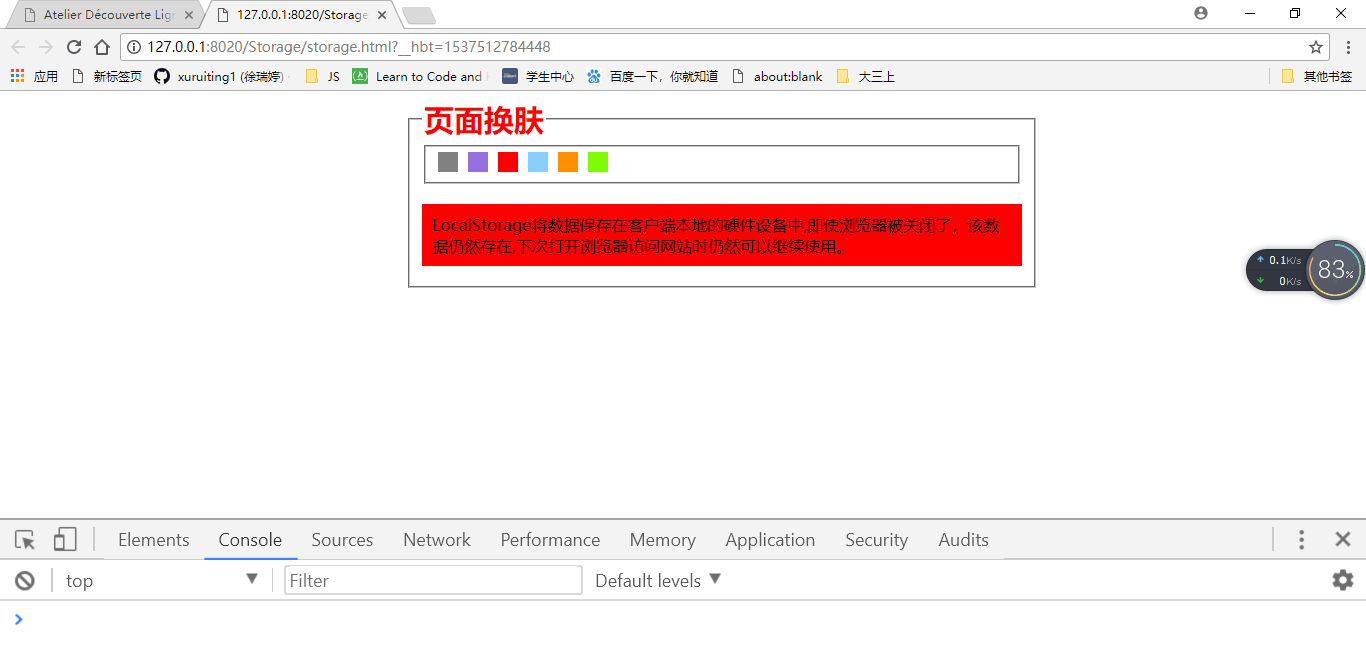 Atelier Découverte Lig
127.0.0.1:8020/Storage
127.0.0.1:8020/Storage/storage.html?__hbt=1537512784448
应用 新标签页 xuruiting1 (徐瑞婷) JS Learn to Code and 学生中心 百度一下，你就知道 about:blank 大三上 其他书签
页面换肤
LocalStorage将数据保存在客户端本地的硬件设备中,即使浏览器被关闭了，该数
据仍然存在,下次打开浏览器访问网站时仍然可以继续使用。
0.1K/s
0K/s
83%
Elements Console Sources Network Performance Memory Application Security Audits
top Filter Default levels